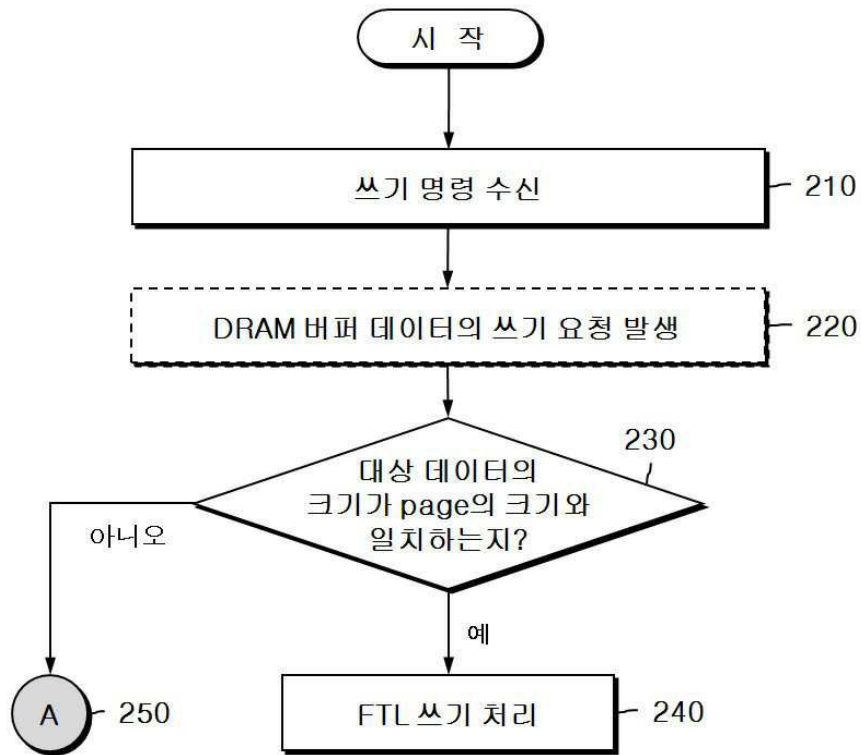 시 작
쓰기 명령 수신
210
DRAM 버퍼 데이터의 쓰기 요청 발생
220
230
대상 데이터의
크기가 page의 크기와
일치하는지?
아니오
예
A
250
FTL 쓰기 처리
240